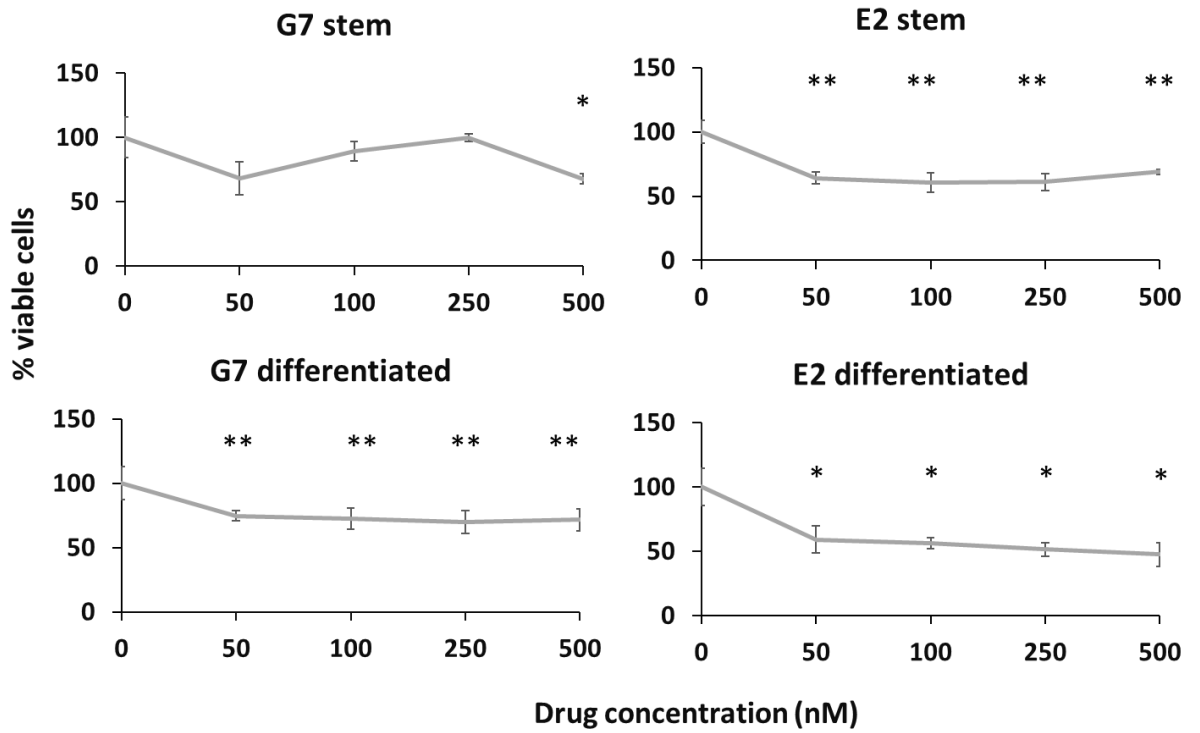 G7 stem
150
*
100
50
0
0 50 100 250 500
E2 stem
150
** ** ** **
100
50
0
0 50 100 250 500
% viable cells
G7 differentiated
150
** ** ** **
100
50
0
0 50 100 250 500
E2 differentiated
150
* * * *
100
50
0
0 50 100 250 500
Drug concentration (nM)